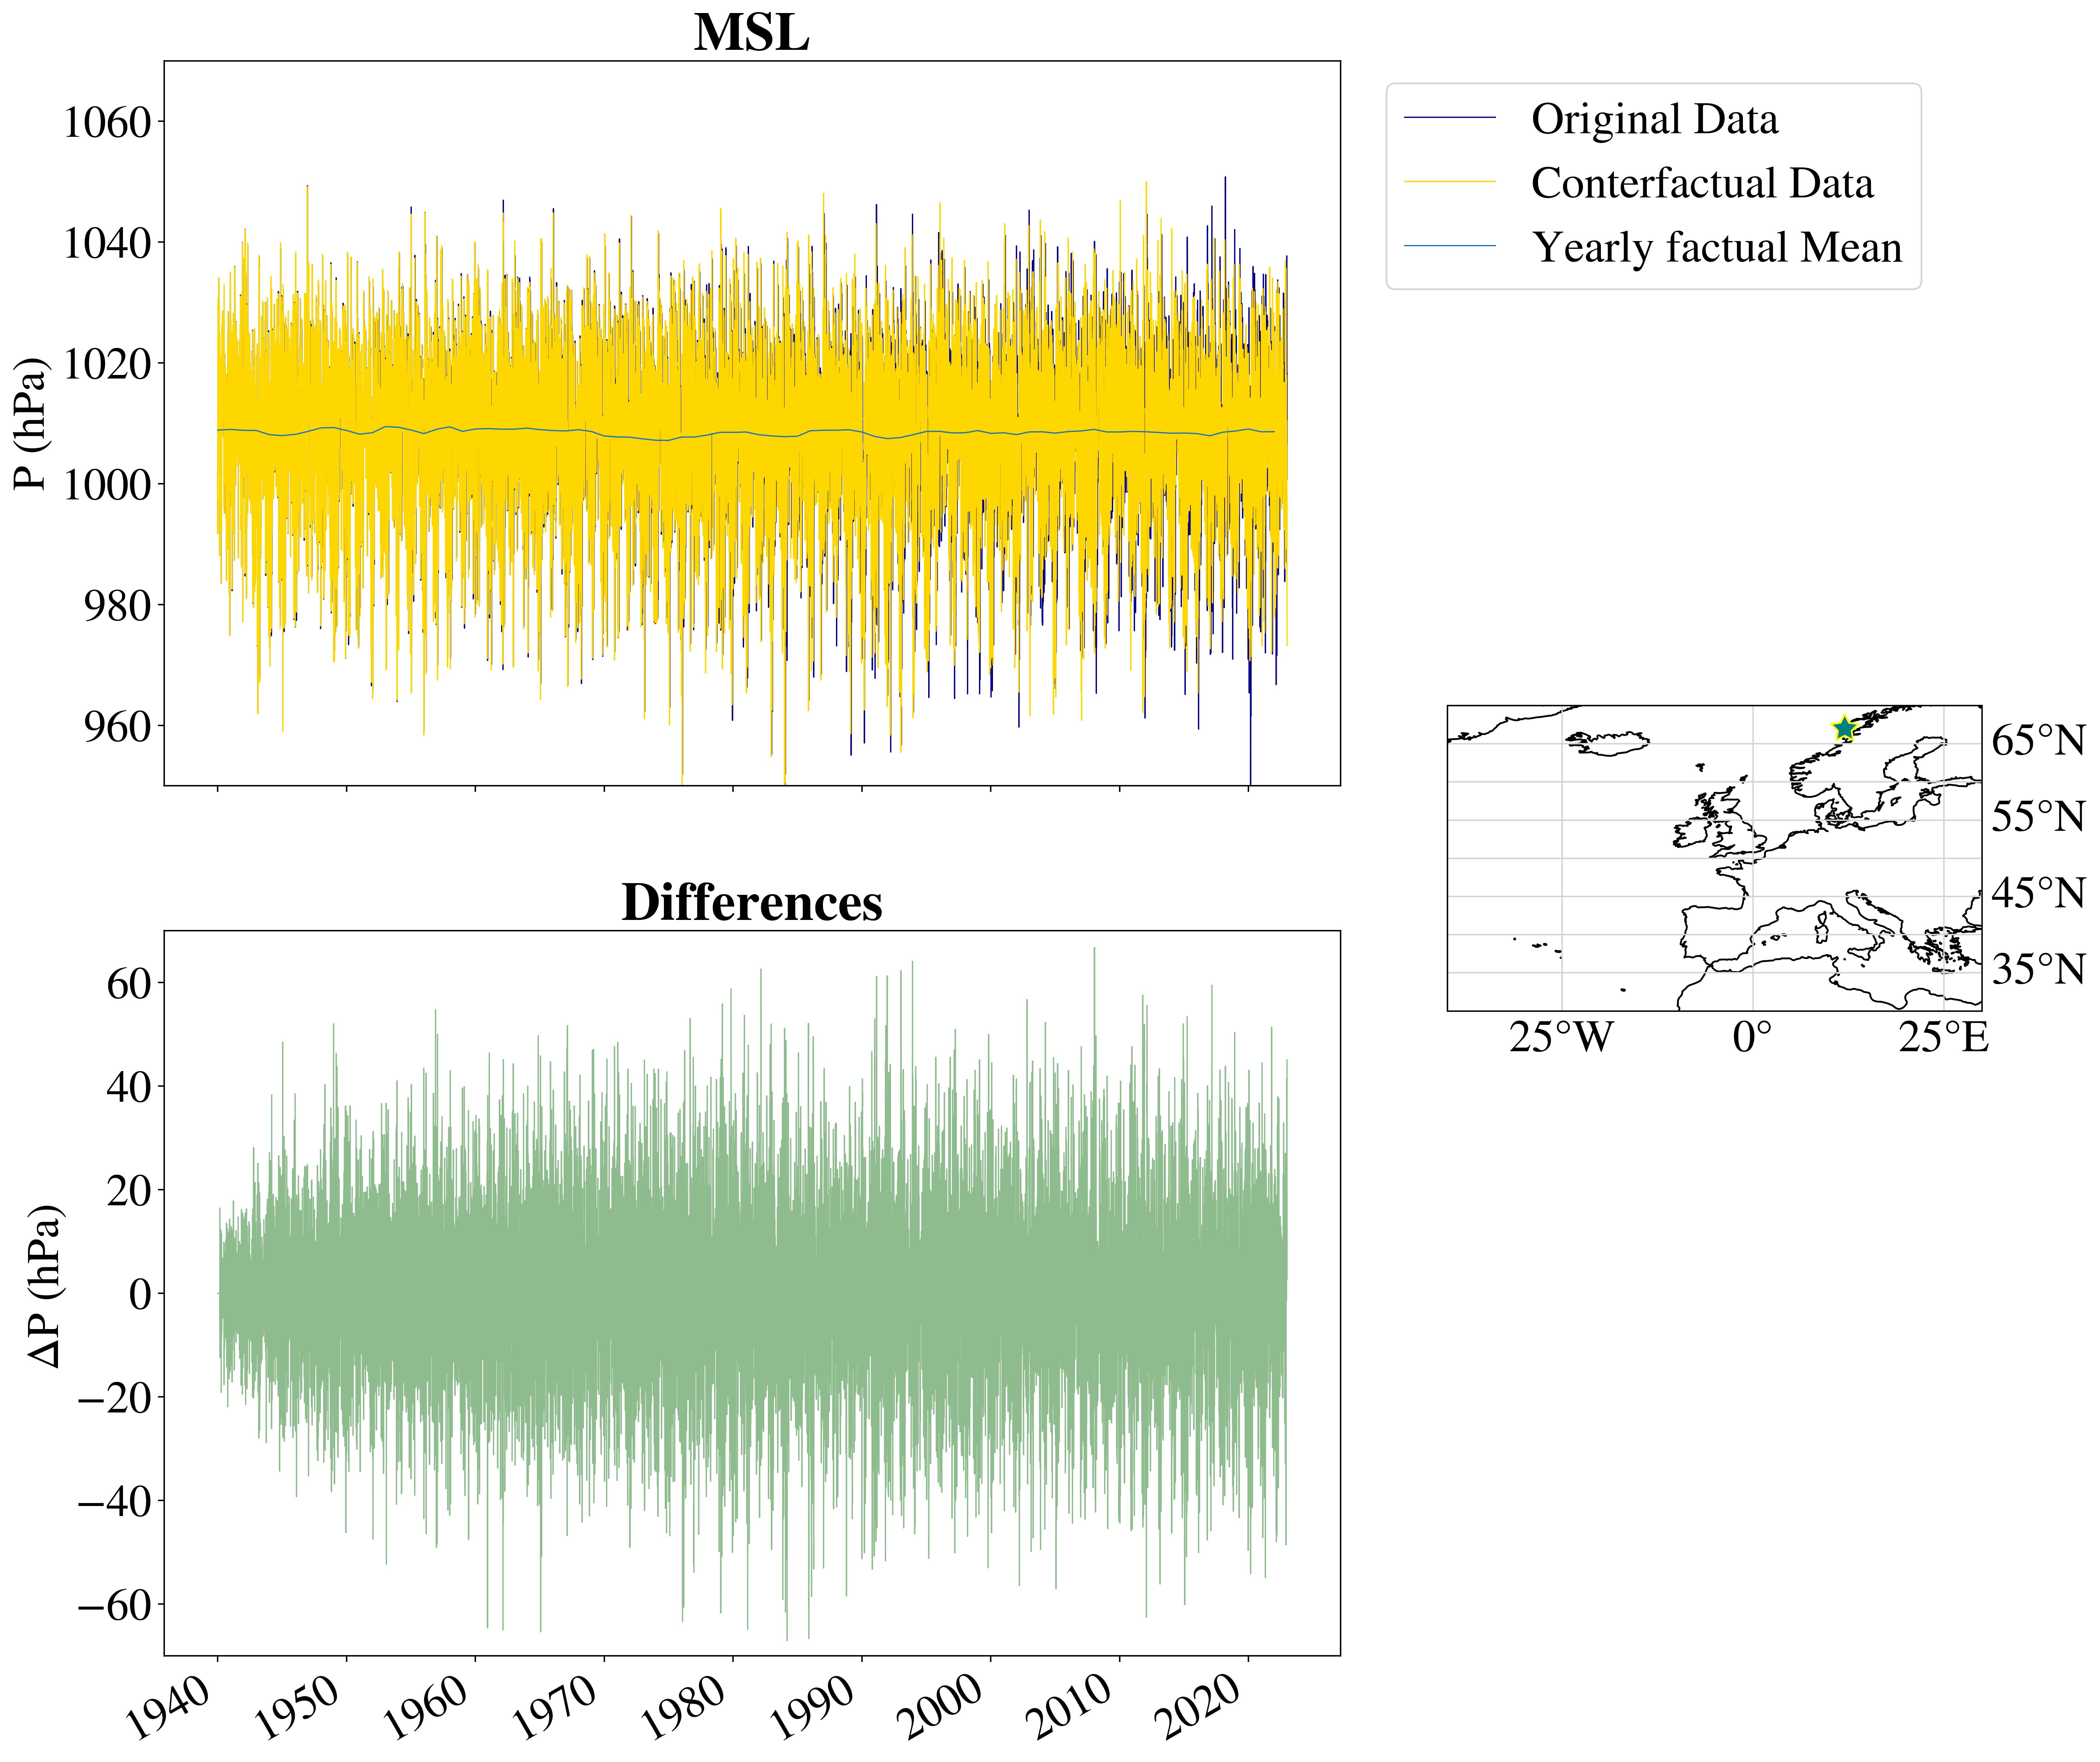 MSL
1060
1040
1020
1000
980
960
P (hPa)
Original Data
Conterfactual Data
Yearly factual Mean
65°N
55°N
45°N
35°N
25°W 0° 25°E
Differences
60
40
20
0
−20
−40
−60
ΔP (hPa)
1940 1950 1960 1970 1980 1990 2000 2010 2020